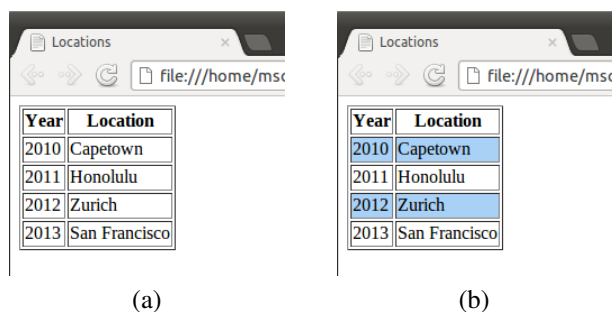 Locations
file:///home/msc
Year Location
2010 Capetown
2011 Honolulu
2012 Zurich
2013 San Francisco
(a)
Locations
file:///home/msc
Year Location
2010 Capetown
2011 Honolulu
2012 Zurich
2013 San Francisco
(b)